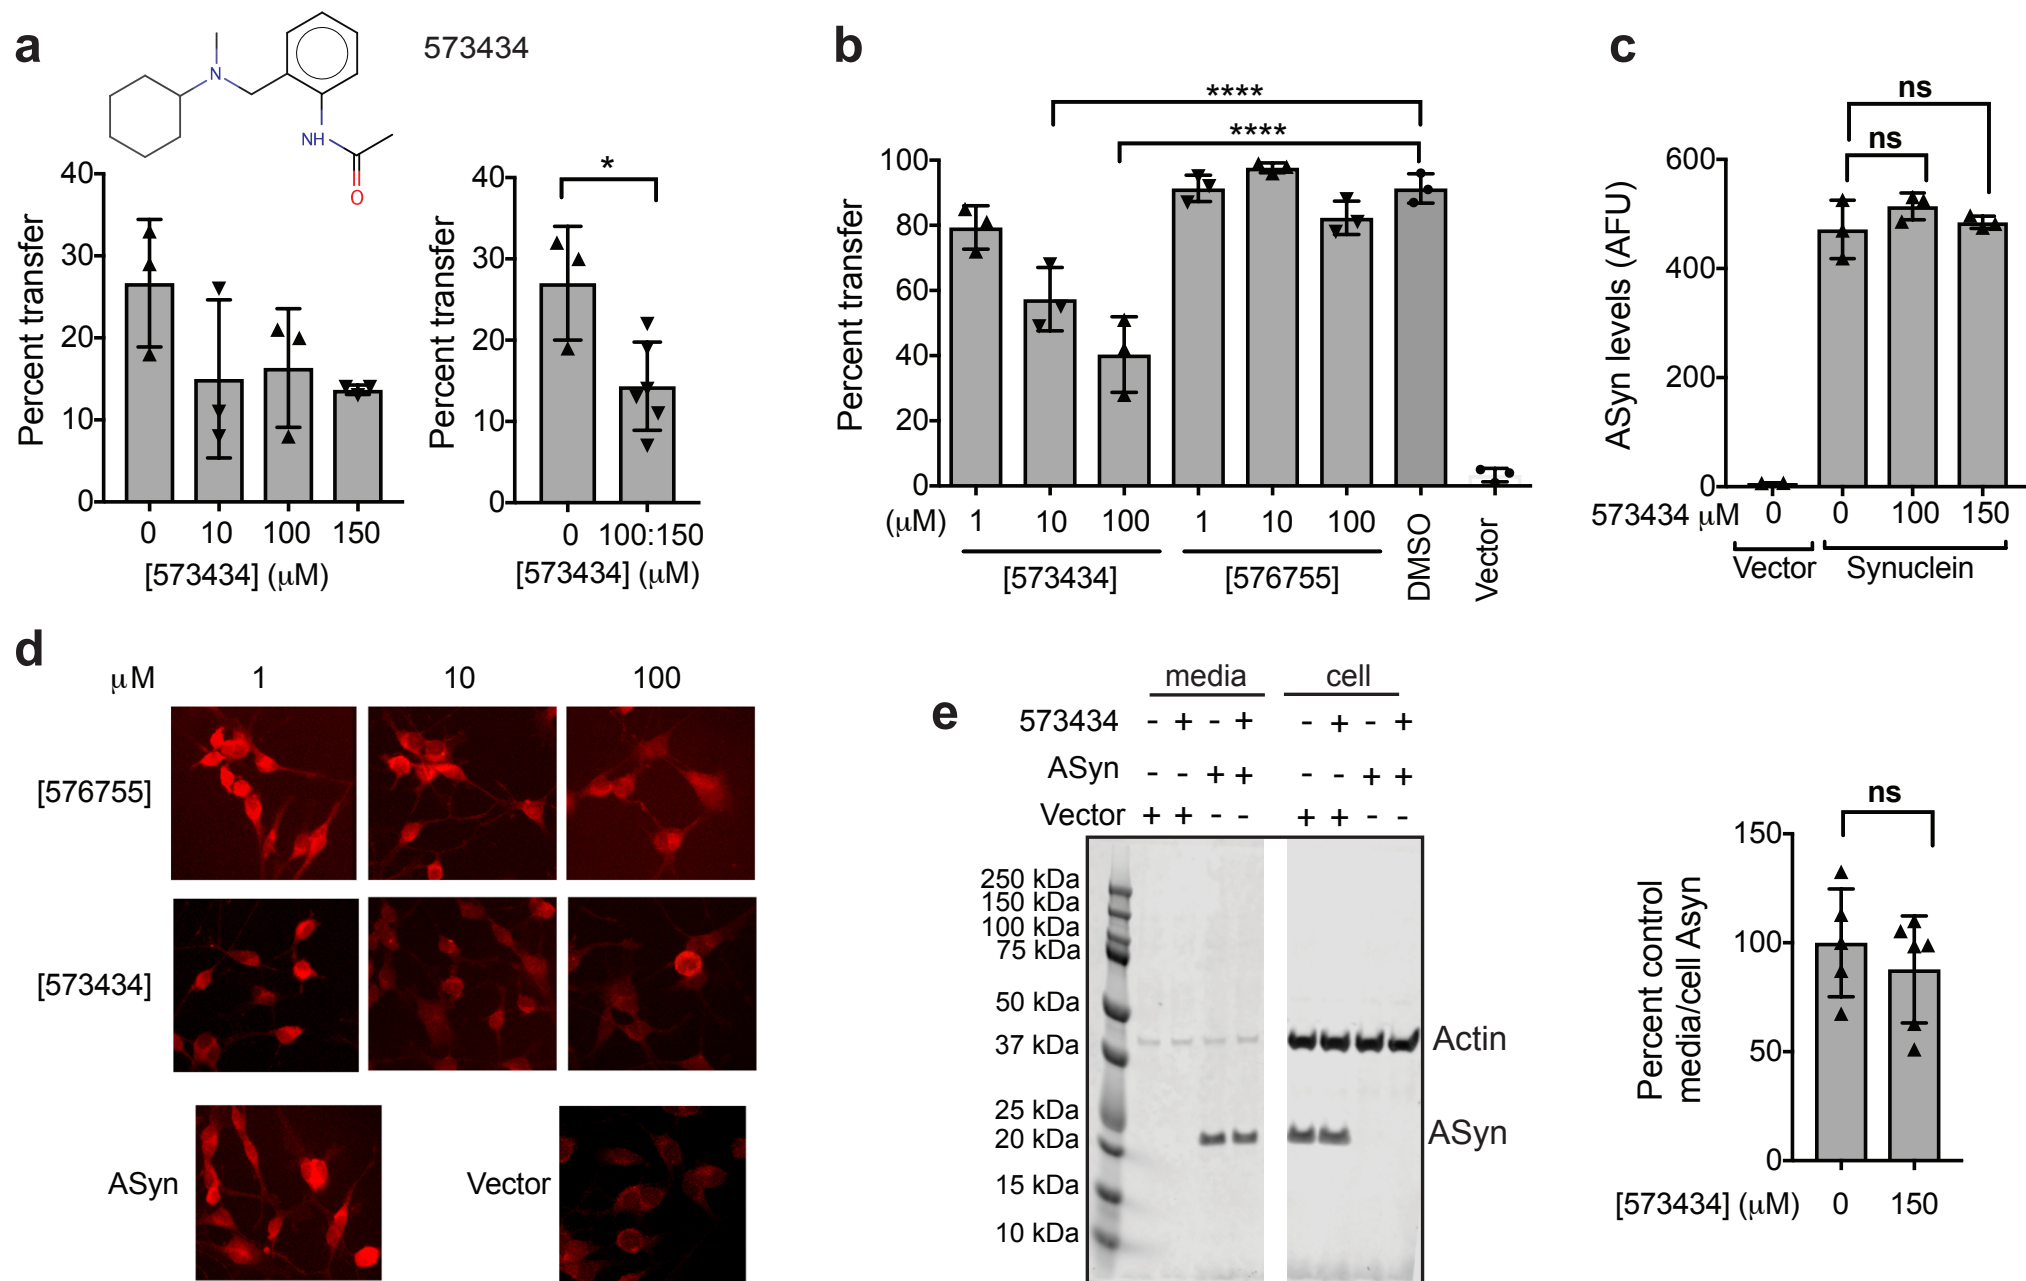 a
573434
N
NH
O
Percent transfer
40
30
20
10
0
0 10 100 150
[573434] (μM)
Percent transfer
40
30
20
10
0
*
0 100:150
[573434] (μM)
b
Percent transfer
100
80
60
40
20
0
****
****
(μM) 1 10 100 1 10 100 DMSO Vector
[573434] [576755]
c
ASyn levels (AFU)
600
400
200
0
ns
ns
573434 μM 0 0 100 150
Vector Synuclein
d
μM 1 10 100
[576755]
[573434]
ASyn
Vector
e
media cell
573434 - + - + - + - +
ASyn - - + + - - + +
Vector + + - - + + - -
250 kDa
150 kDa
100 kDa
75 kDa
50 kDa
37 kDa
25 kDa
20 kDa
15 kDa
10 kDa
Actin
ASyn
Percent control
media/cell Asyn
150
100
50
0
ns
[573434] (μM) 0 150